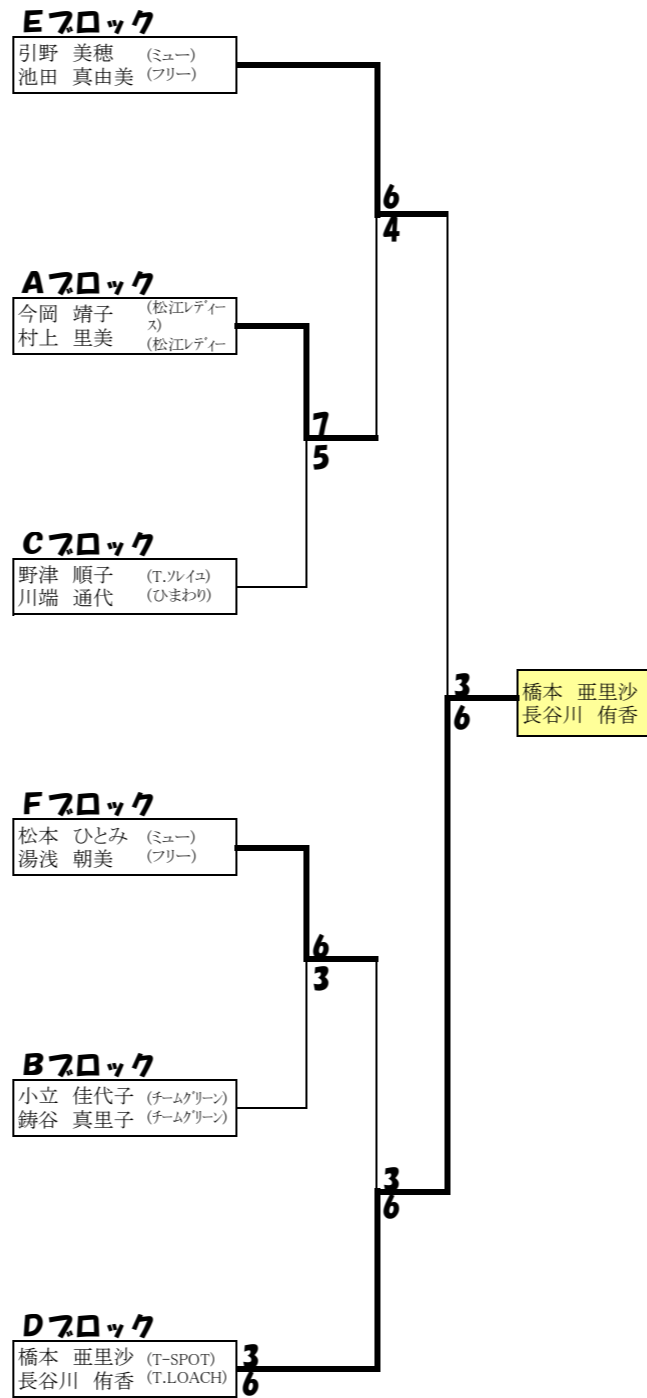 Eブロック
引野 美穂 (ミュー)
池田 真由美 (フリー)
6
4
Aブロック
今岡 靖子 (松江レディース)
村上 里美 (松江レディー
7
5
Cブロック
野津 順子 (T.ソレイユ)
川端 通代 (ひまわり)
3
6
橋本 亜里沙
長谷川 侑香
Fブロック
松本 ひとみ (ミュー)
湯浅 朝美 (フリー)
6
3
Bブロック
小立 佳代子 (チームグリーン)
鋳谷 真里子 (チームグリーン)
3
6
Dブロック
橋本 亜里沙 (T-SPOT) 3
長谷川 侑香 (T.LOACH) 6